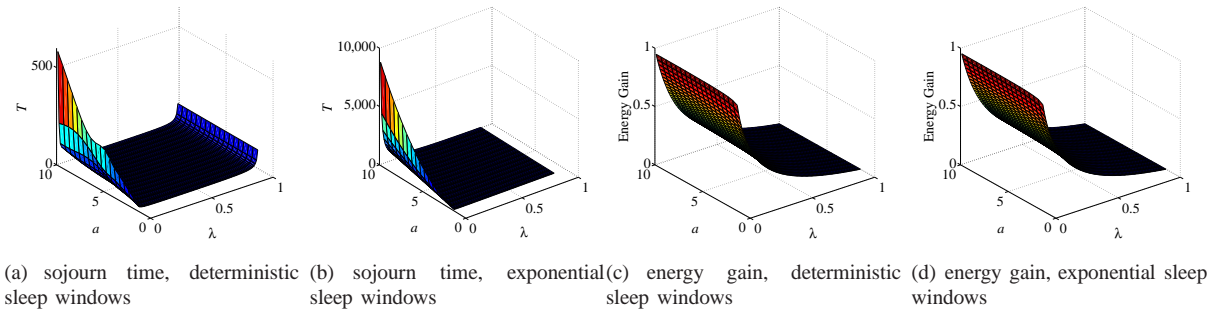 500
0
10
5
0
0
0.5
1
T
a
λ
10,000
5,000
0
10
5
0
0
0.5
1
T
a
λ
1
0.5
0
10
5
0
0
0.5
1
Energy Gain
a
λ
1
0.5
0
10
5
0
0
0.5
1
Energy Gain
a
λ
(a) sojourn time, deterministic
sleep windows
(b) sojourn time, exponential
sleep windows
(c) energy gain, deterministic
sleep windows
(d) energy gain, exponential sleep
windows